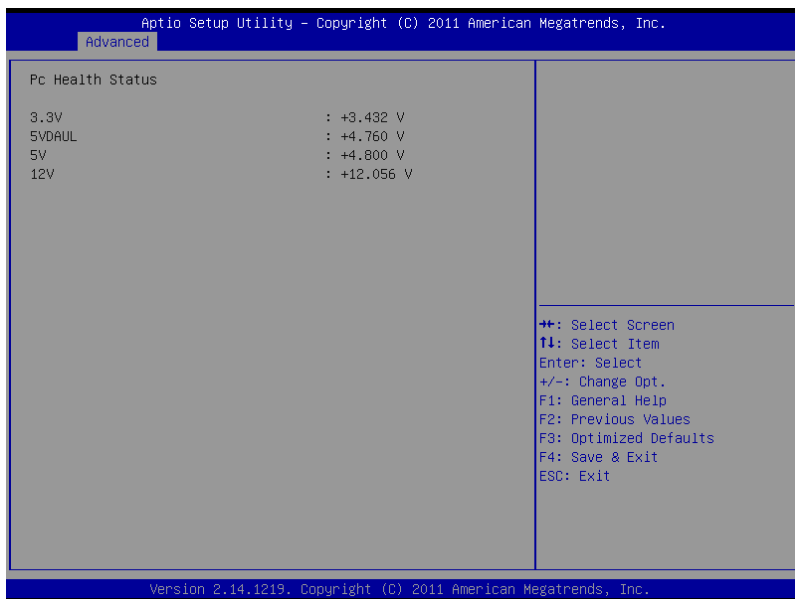 Aptio Setup Utility – Copyright (C) 2011 American Megatrends, Inc.
Advanced
Pc Health Status
3.3V : +3.432 V
5VDAUL : +4.760 V
5V : +4.800 V
12V : +12.056 V
→←: Select Screen
↑↓: Select Item
Enter: Select
+/-: Change Opt.
F1: General Help
F2: Previous Values
F3: Optimized Defaults
F4: Save & Exit
ESC: Exit
Version 2.14.1219. Copyright (C) 2011 American Megatrends, Inc.